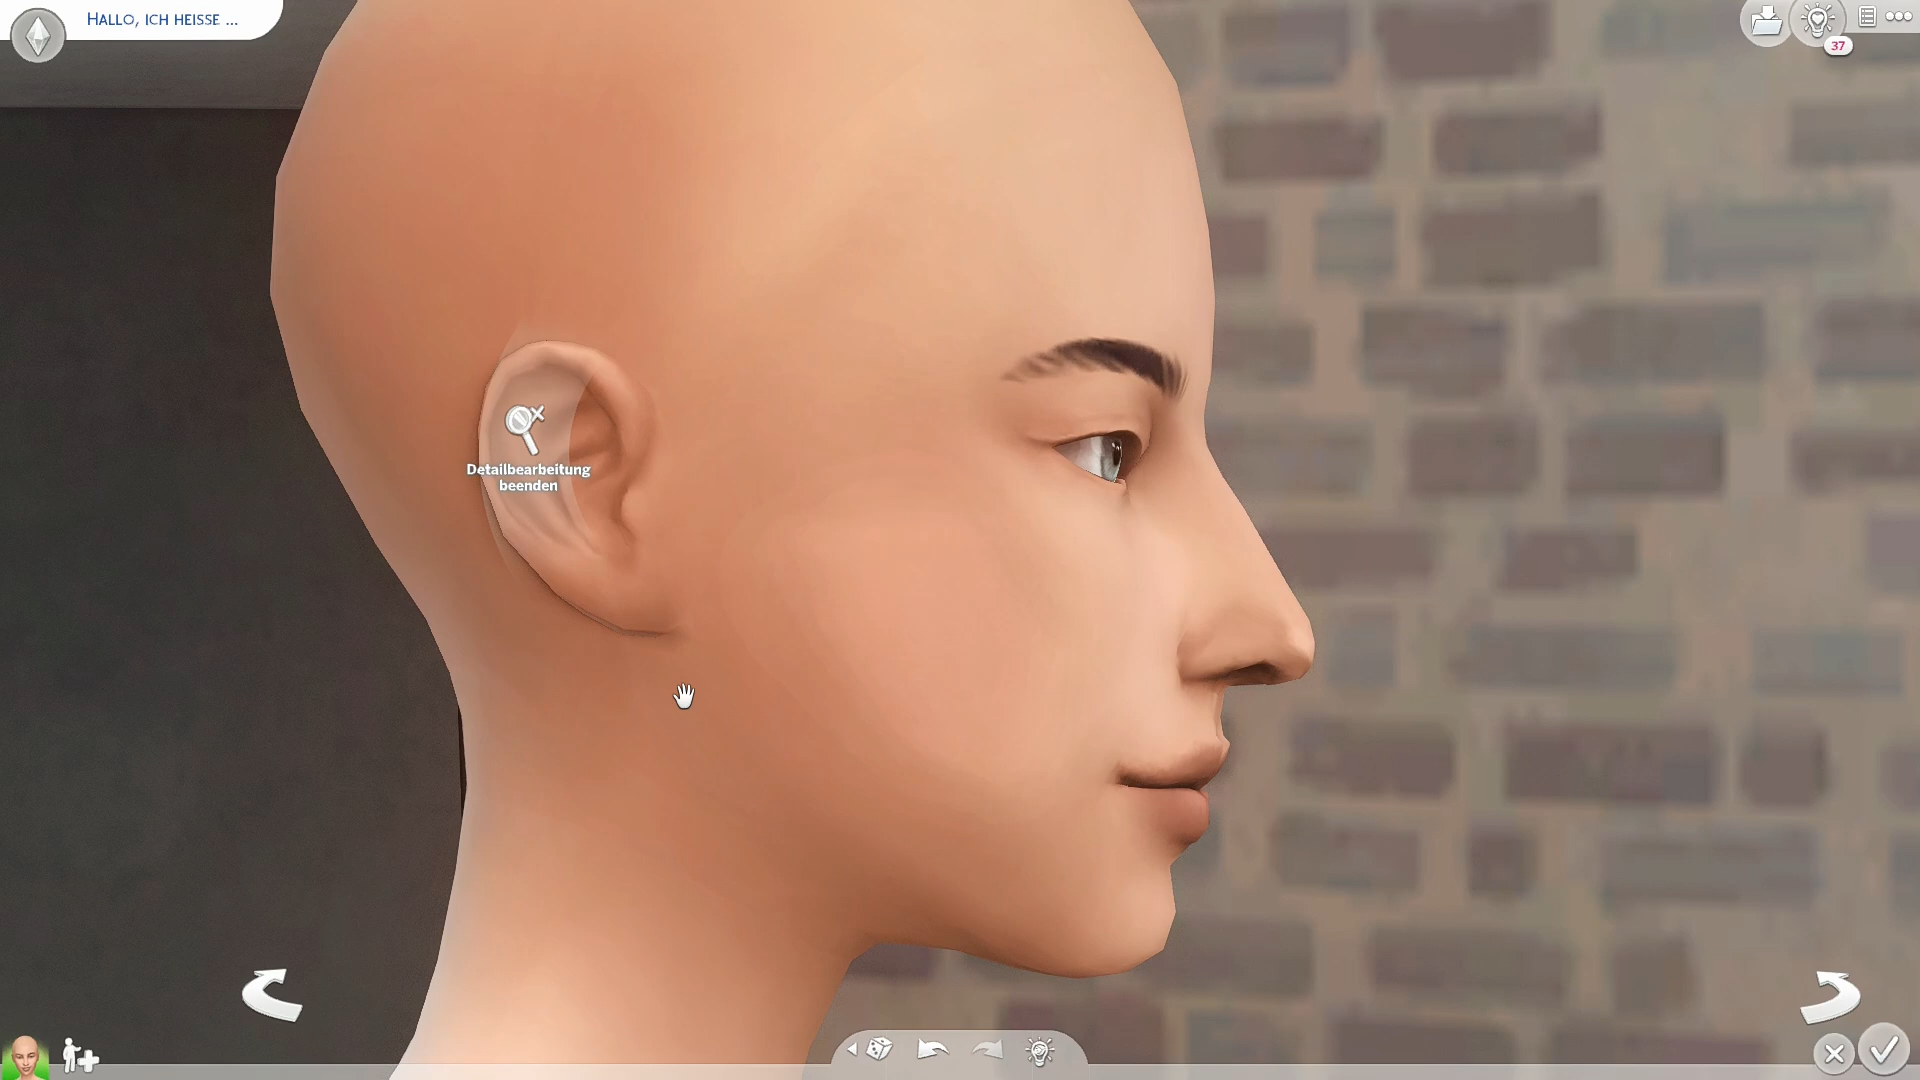 HALLO, ICH HEISSE ...
37
Detailbearbeitung
beenden